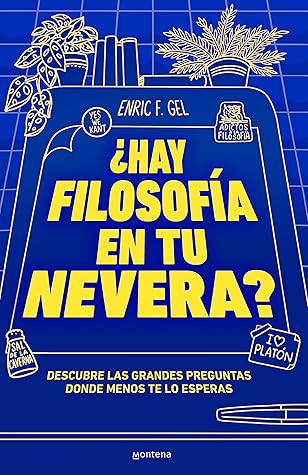 ENRIC F. GEL
YES
WE
KANT
ADICTOS
FILOSOFÍA
¿HAY
FILOSOFÍA
EN TU
NEVERA?
SAL
DE LA
CAVERNA
I ♡
PLATÓN
DESCUBRE LAS GRANDES PREGUNTAS
DONDE MENOS TE LO ESPERAS
Montena